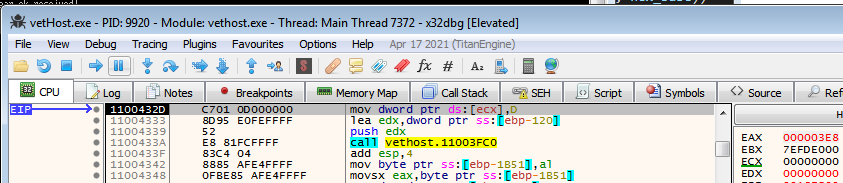 vetHost.exe - PID: 9920 - Module: vethost.exe - Thread: Main Thread 7372 - x32dbg [Elevated]
File View Debug Tracing Plugins Favourites Options Help Apr 17 2021 (TitanEngine)
CPU Log Notes Breakpoints Memory Map Call Stack SEH Script Symbols Source
EIP 1100432D C701 0D000000 mov dword ptr ds:[ecx],D
11004333 8D95 E0FEFFFF lea edx,dword ptr ss:[ebp-120]
11004339 52 push edx
1100433A E8 81FCFFFF call vethost.11003FC0
1100433F 83C4 04 add esp,4
11004342 8885 AFE4FFFF mov byte ptr ss:[ebp-1B51],al
11004348 0FBE85 AFE4FFFF movsx eax,byte ptr ss:[ebp-1B51]
EAX 000003E8
EBX 7EFDE000
ECX 00000000
EDX 00000000